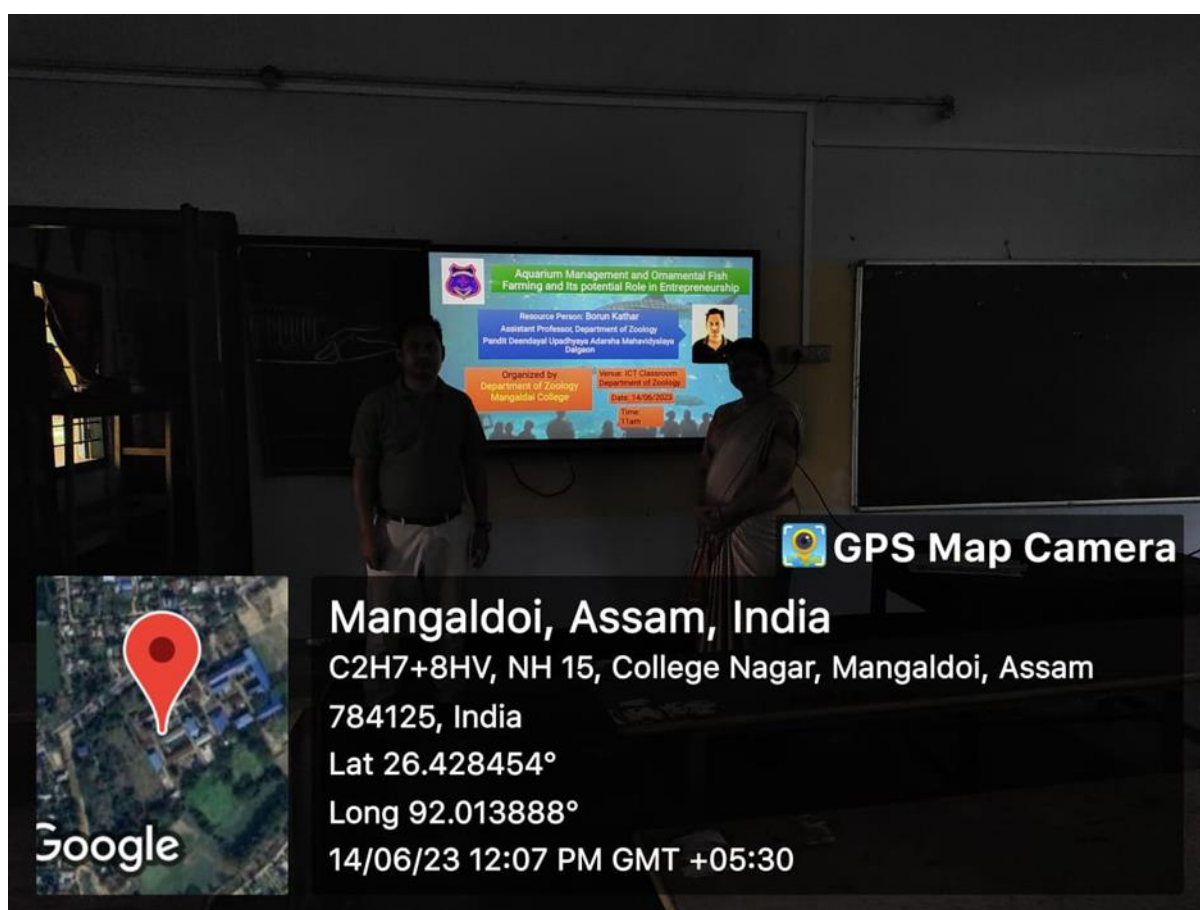 Aquarium Management and Ornamental Fish
Farming and Its potential Role in Entrepreneurship
Resource Person: Borun Kathar
Assistant Professor, Department of Zoology
Pandit Deendayal Upadhyaya Adarsha Mahavidyalaya
Dalgaon
Organized by
Department of Zoology
Mangaldai College
Venue: ICT Classroom
Department of Zoology
Date: 14/06/2023
Time:
11am
GPS Map Camera
Mangaldoi, Assam, India
C2H7+8HV, NH 15, College Nagar, Mangaldoi, Assam
784125, India
Lat 26.428454°
Long 92.013888°
14/06/23 12:07 PM GMT +05:30
Google